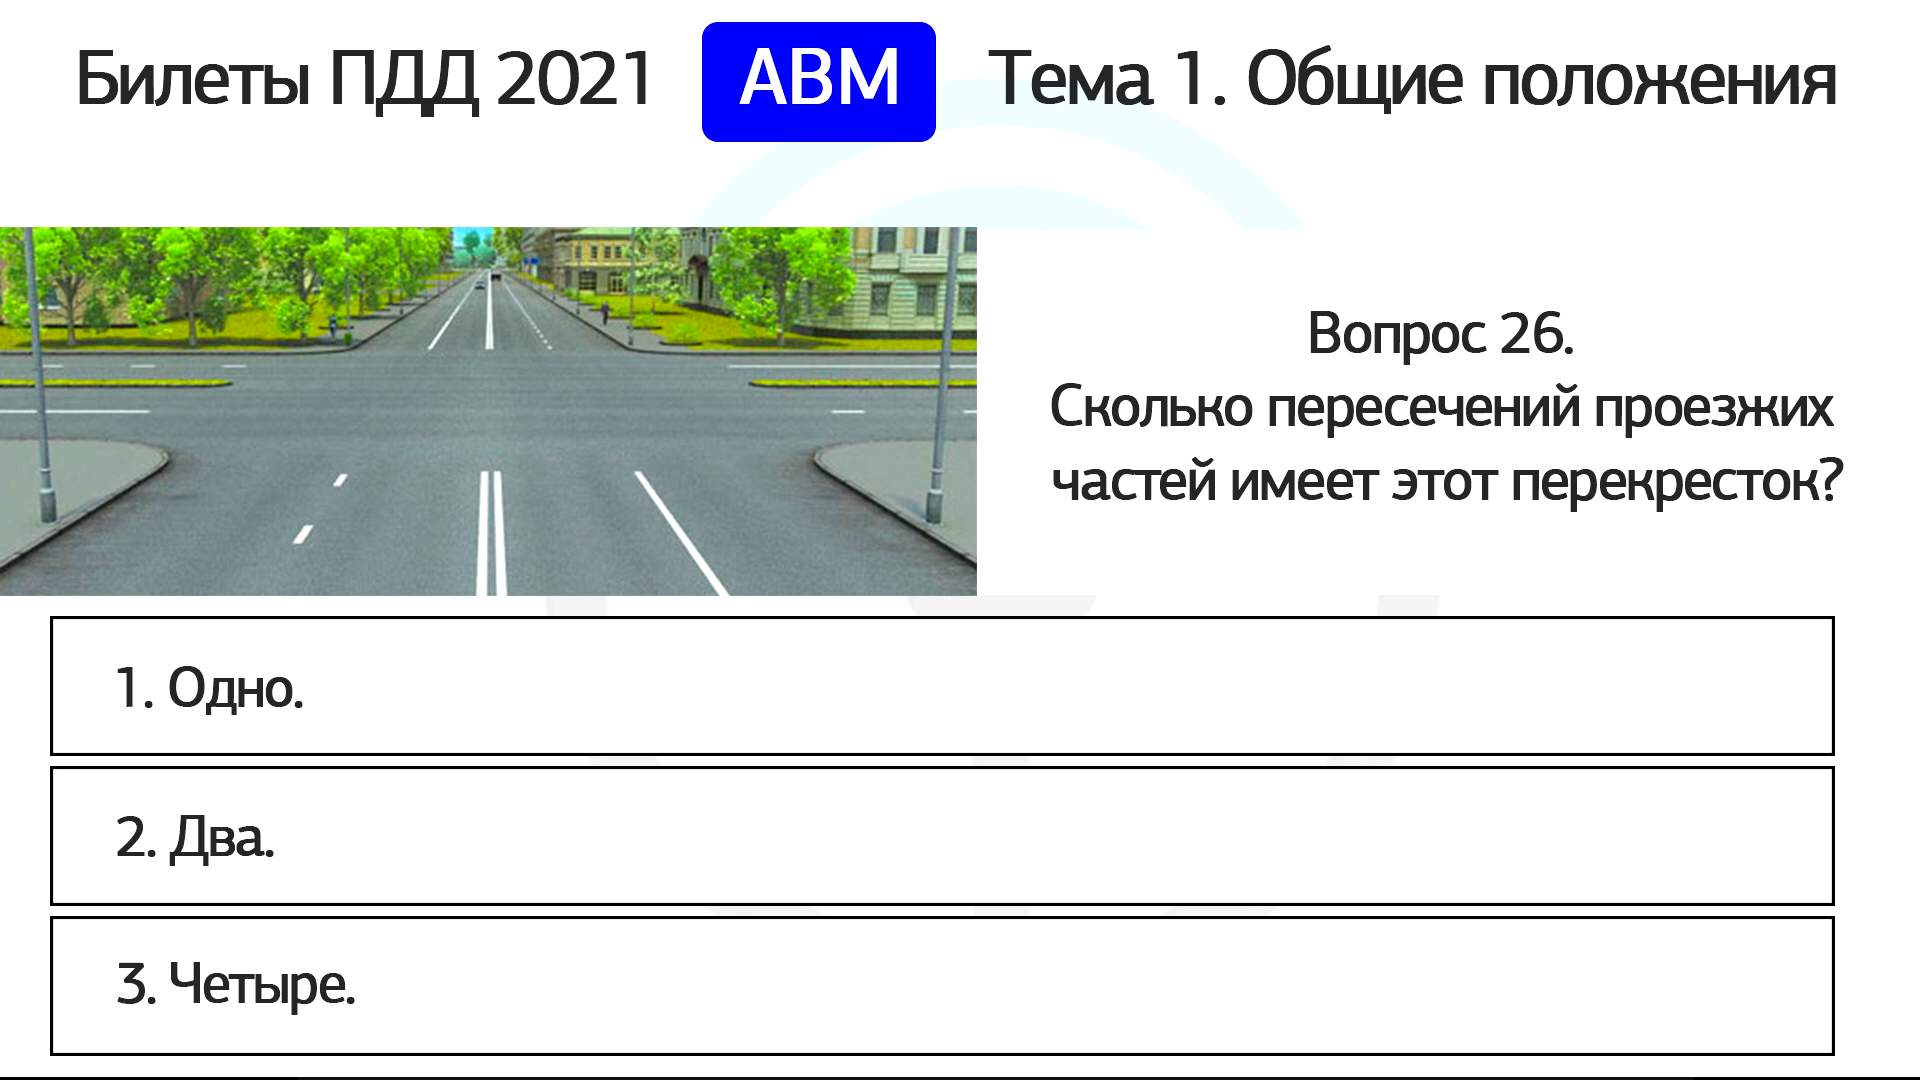 Билеты ПДД 2021 АВМ Тема 1. Общие положения
Вопрос 26.
Сколько пересечений проезжих
частей имеет этот перекресток?
1. Одно.
2. Два.
3. Четыре.